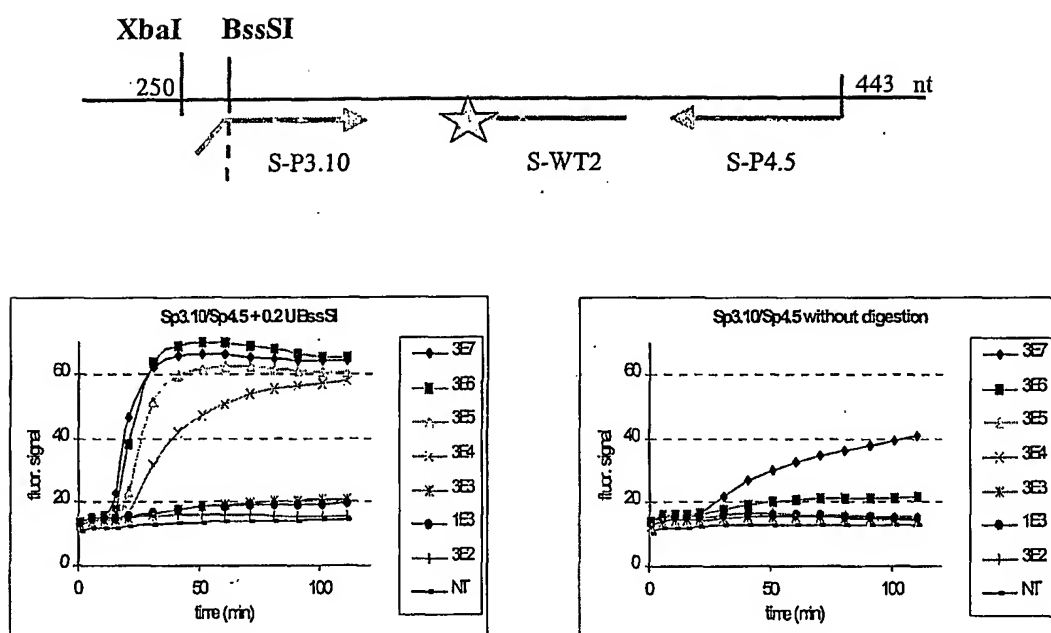 XbaI BssSI
250
443 nt
S-P3.10
S-WT2
S-P4.5
Sp3.10/Sp4.5 + 0.2 U BssSI
fluor. signal
60
40
20
0
0 50 100
time (min)
3E7
3E6
3E5
3E4
3E3
1E3
3E2
NT
Sp3.10/Sp4.5 without digestion
fluor. signal
60
40
20
0
0 50 100
time (min)
3E7
3E6
3E5
3E4
3E3
1E3
3E2
NT